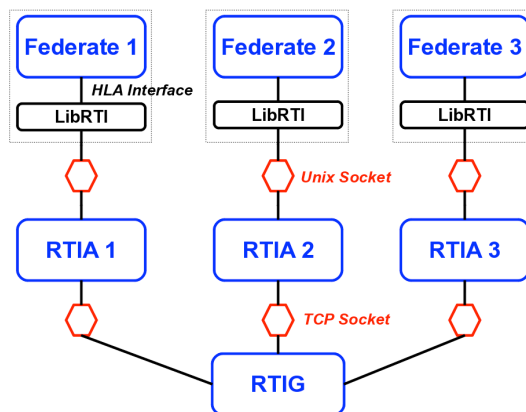 Federate 1
Federate 2
Federate 3
HLA Interface
LibRTI
LibRTI
LibRTI
Unix Socket
RTIA 1
RTIA 2
RTIA 3
TCP Socket
RTIG